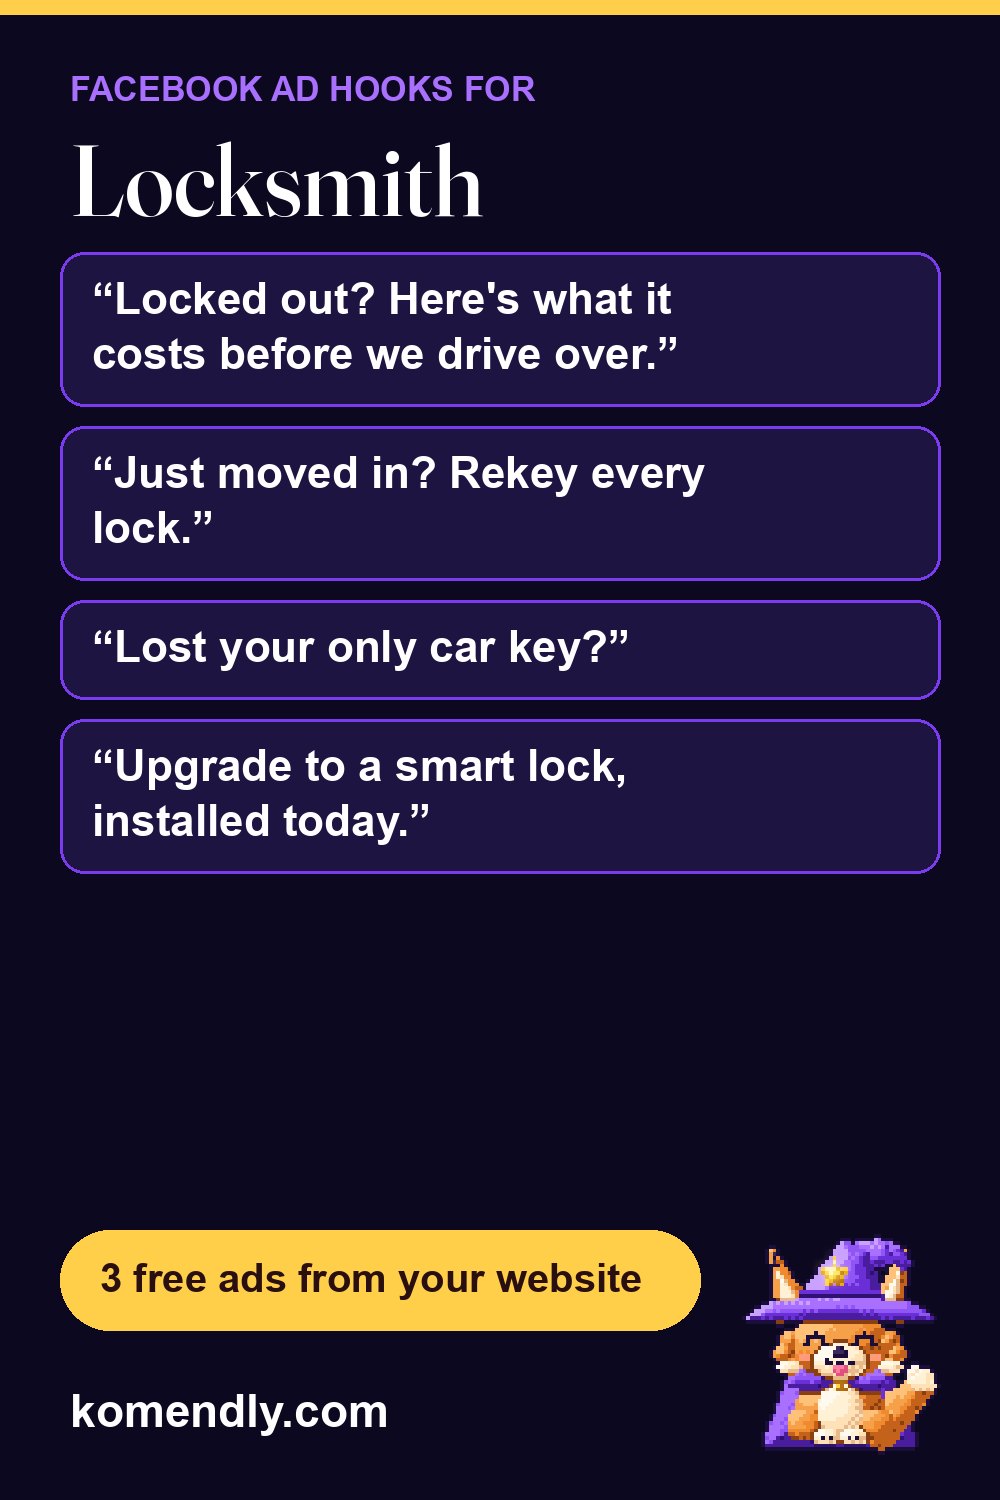 FACEBOOK AD HOOKS FOR
Locksmith
“Locked out? Here's what it
costs before we drive over.”
“Just moved in? Rekey every
lock.”
“Lost your only car key?”
“Upgrade to a smart lock,
installed today.”
3 free ads from your website
komendly.com